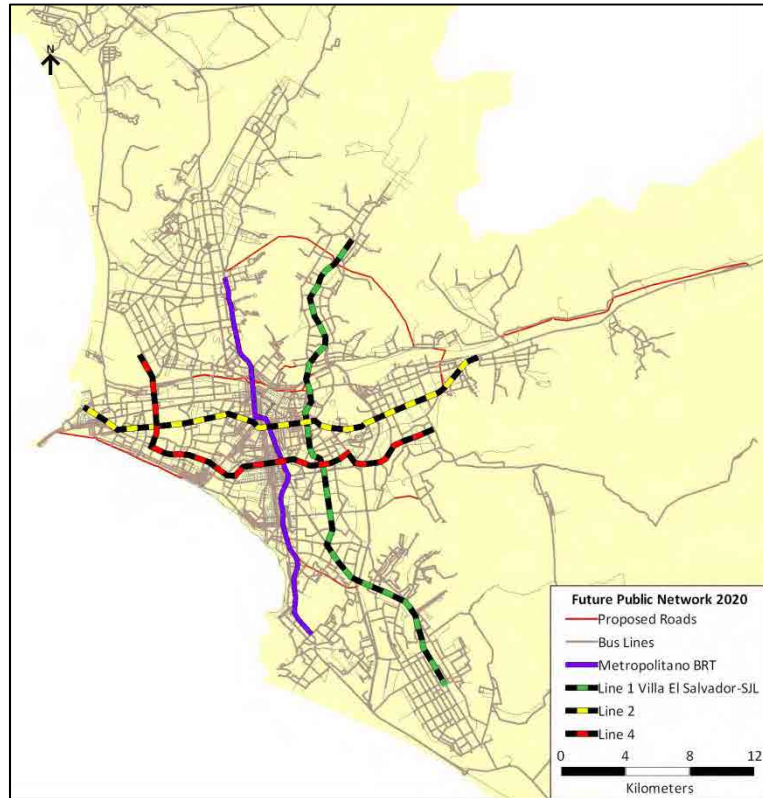 N
Future Public Network 2020
Proposed Roads
Bus Lines
Metropolitano BRT
Line 1 Villa El Salvador-SJL
Line 2
Line 4
0 4 8 12
Kilometers